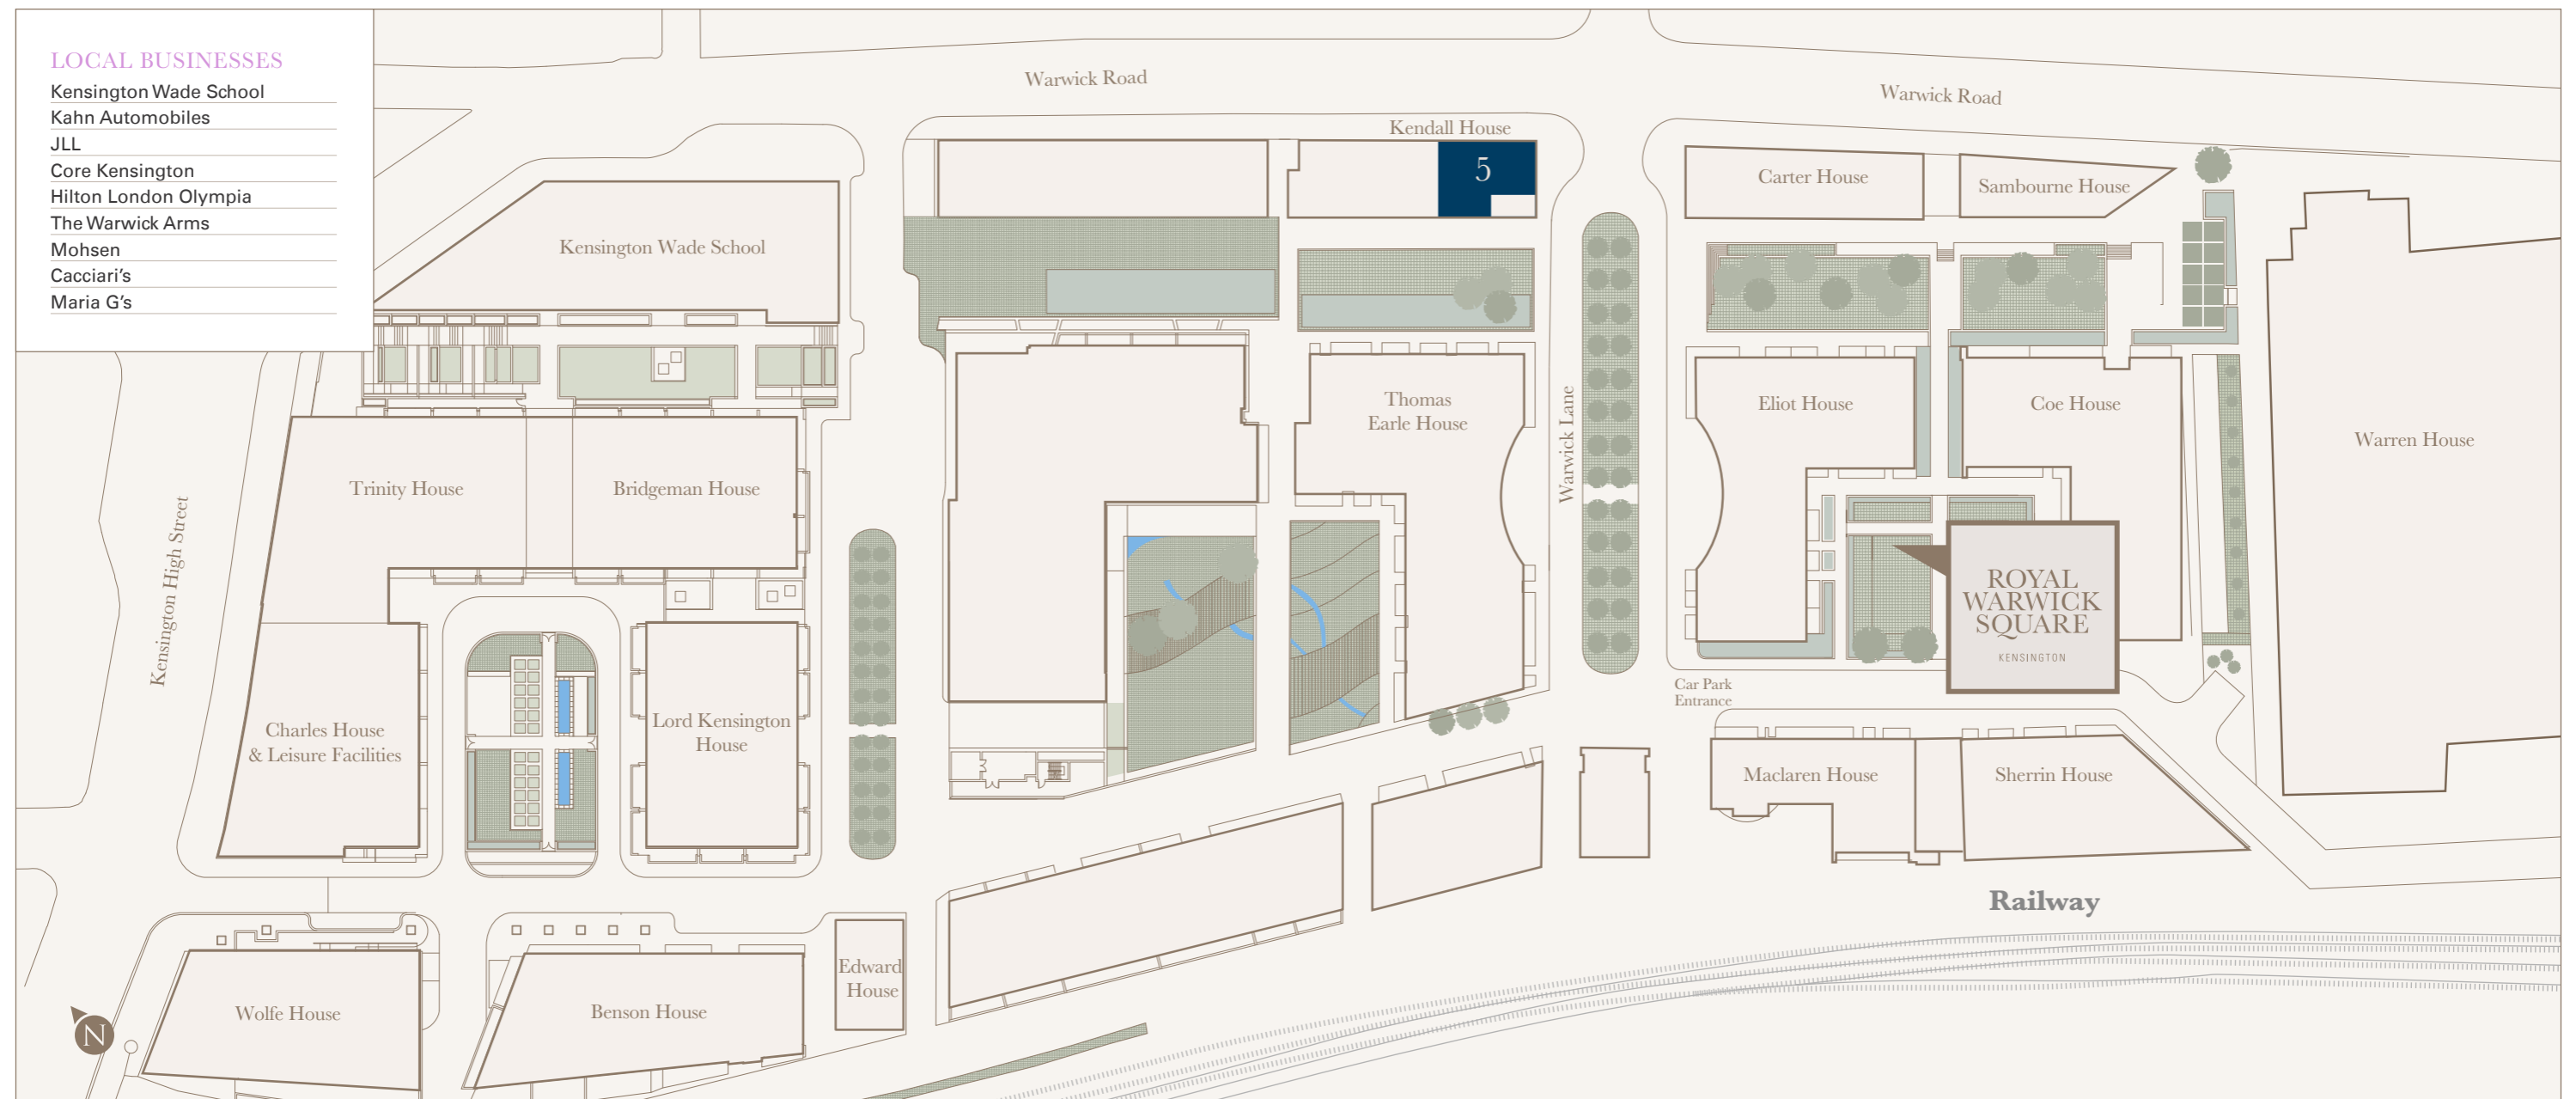 LOCAL BUSINESSES
Kensington Wade School
Kahn Automobiles
JLL
Core Kensington
Hilton London Olympia
The Warwick Arms
Mohsen
Cacciari's
Maria G's
Warwick Road
Warwick Road
Kendall House
5
Carter House
Sambourne House
Kensington Wade School
Thomas
Earle House
Warwick Lane
Eliot House
Coe House
Warren House
Trinity House
Bridgeman House
Kensington High Street
ROYAL
WARWICK
SQUARE
KENSINGTON
Car Park
Entrance
Charles House
& Leisure Facilities
Lord Kensington
House
Maclaren House
Sherrin House
Railway
Edward
House
Wolfe House
Benson House
N